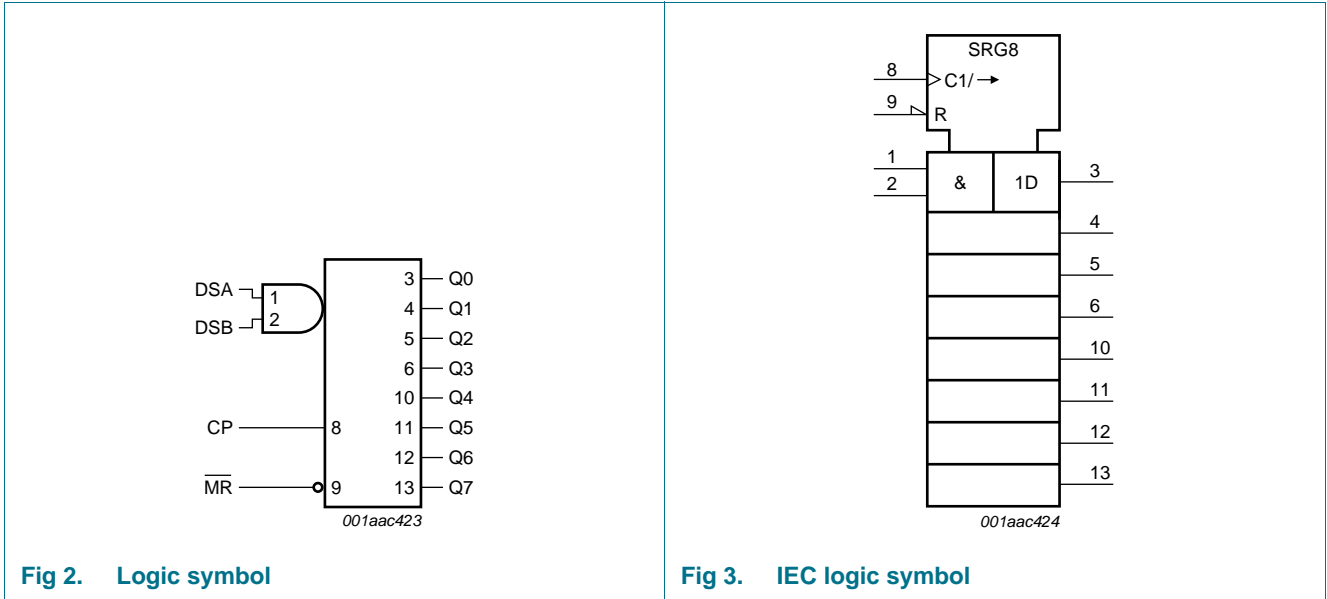 DSA
DSB
1
2
CP
8
MR
9
3 Q0
4 Q1
5 Q2
6 Q3
10 Q4
11 Q5
12 Q6
13 Q7
001aac423
Fig 2. Logic symbol
SRG8
8
C1/→
9
R
1
2
&
1D
3
4
5
6
10
11
12
13
001aac424
Fig 3. IEC logic symbol